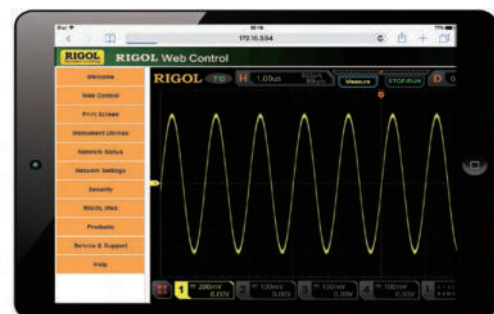 172.16.3.54
RIGOL RIGOL Web Control
Welcome
Web Control
Print Screen
Instrument Utilities
Network Status
Network Settings
Security
RIGOL Web
Products
Service & Support
Help
RIGOL T'D H 1.00us Measure STOP/RUN D
1 = 200mV 0.00V 2 = 100mV 0.00V 3 = 100mV 0.00V 4 = 100mV 0.00V L